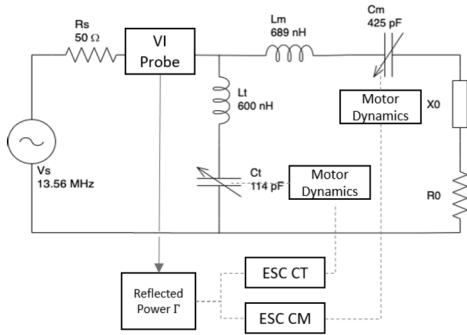 Rs
50 Ω
VI
Probe
Lm
689 nH
Cm
425 pF
Lt
600 nH
Motor
Dynamics
X0
Vs
13.56 MHz
Ct
114 pF
Motor
Dynamics
R0
Reflected
Power Γ
ESC CT
ESC CM